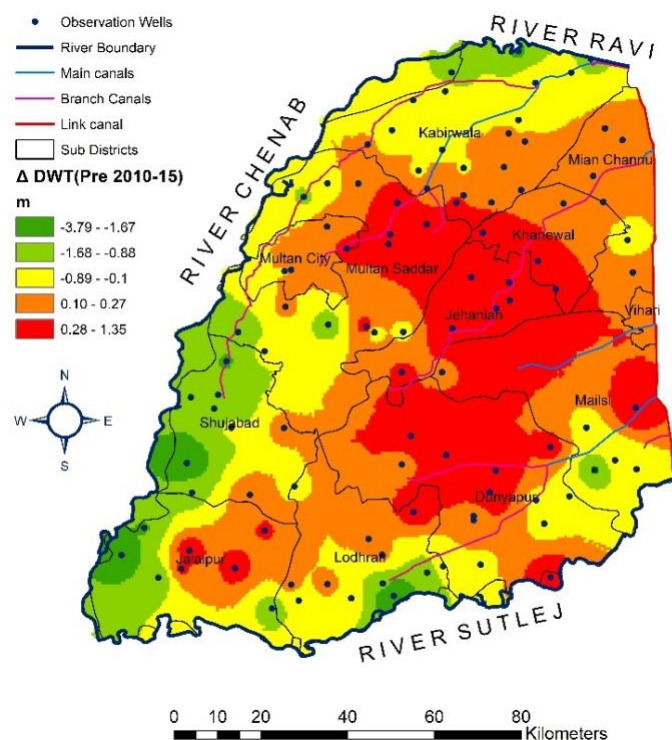 Observation Wells
River Boundary
Main canals
Branch Canals
Link canal
Sub Districts
Δ DWT(Pre 2010-15)
m
-3.79 - -1.67
-1.68 - -0.88
-0.89 - -0.1
0.10 - 0.27
0.28 - 1.35
N
W E
S
RIVER RAVI
RIVER CHENAB
Kabirwala
Mian Channu
Khanewal
Multan City
Multan Saddar
Jehanian
Vihari
Mailsi
Shujabad
Dunyapur
Lodhran
Jalalpur
RIVER SUTLEJ
0 10 20 40 60 80
Kilometers